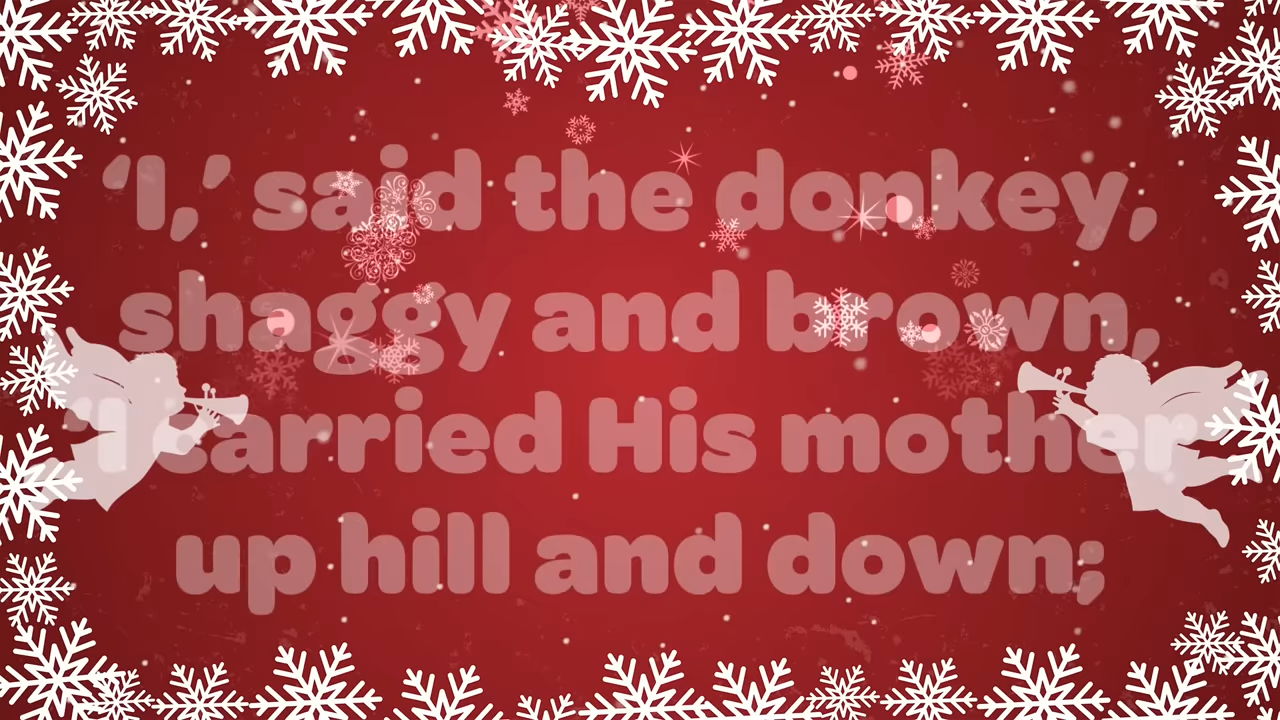 ‘I,’ said the donkey,
shaggy and brown,
‘I carried His mother
up hill and down;